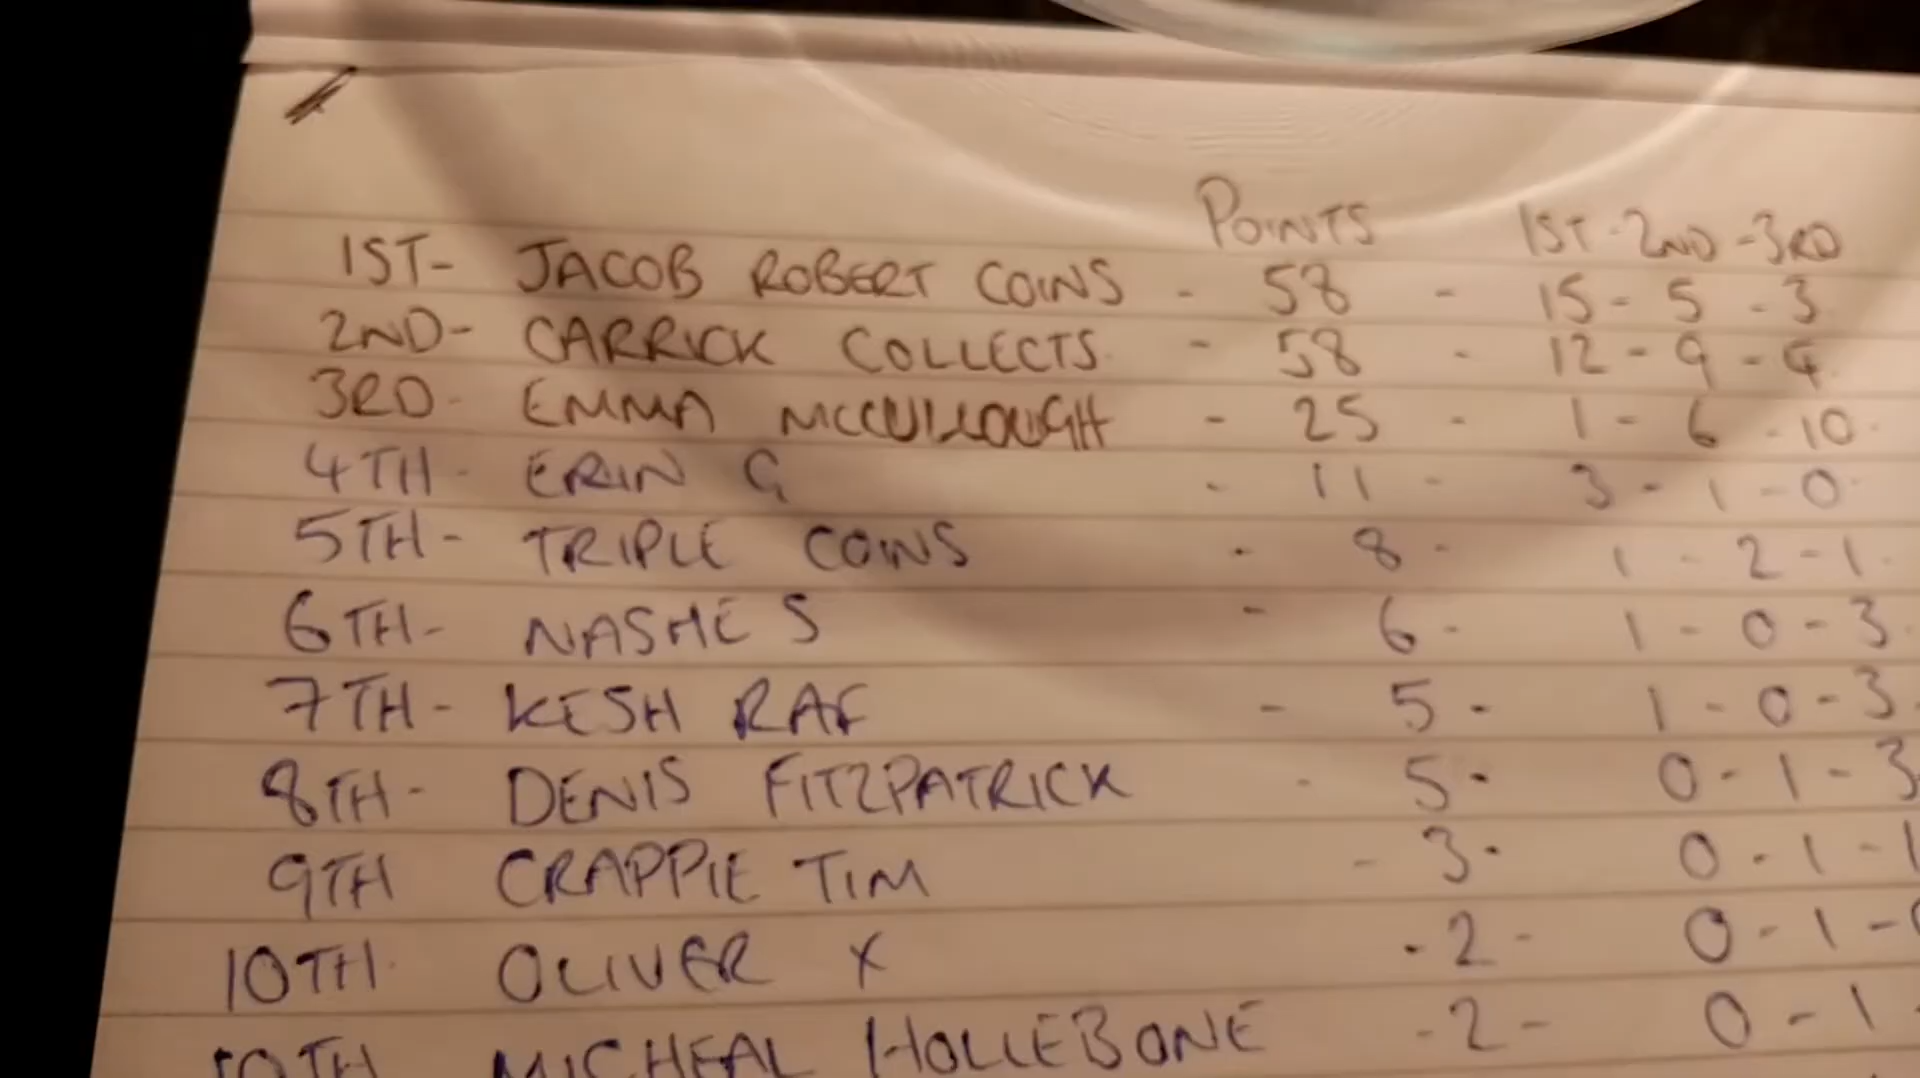 POINTS 1ST-2ND-3RD
1ST- JACOB ROBERT COINS - 58 - 15-5-3
2ND- CARRICK COLLECTS - 58 - 12-9-4
3RD- EMMA MCCULLOUGH - 25 - 1-6-10
4TH- ERIN G - 11 - 3-1-0
5TH- TRIPLE COINS - 8 - 1-2-1
6TH- NASHE S - 6 - 1-0-3
7TH- KESH RAF - 5 - 1-0-3
8TH- DENIS FITZPATRICK - 5 - 0-1-3
9TH CRAPPIE TIM - 3 - 0-1-1
10TH OLIVER X - 2 - 0-1-
10TH MICHEAL HOLLEBONE - 2 - 0-1